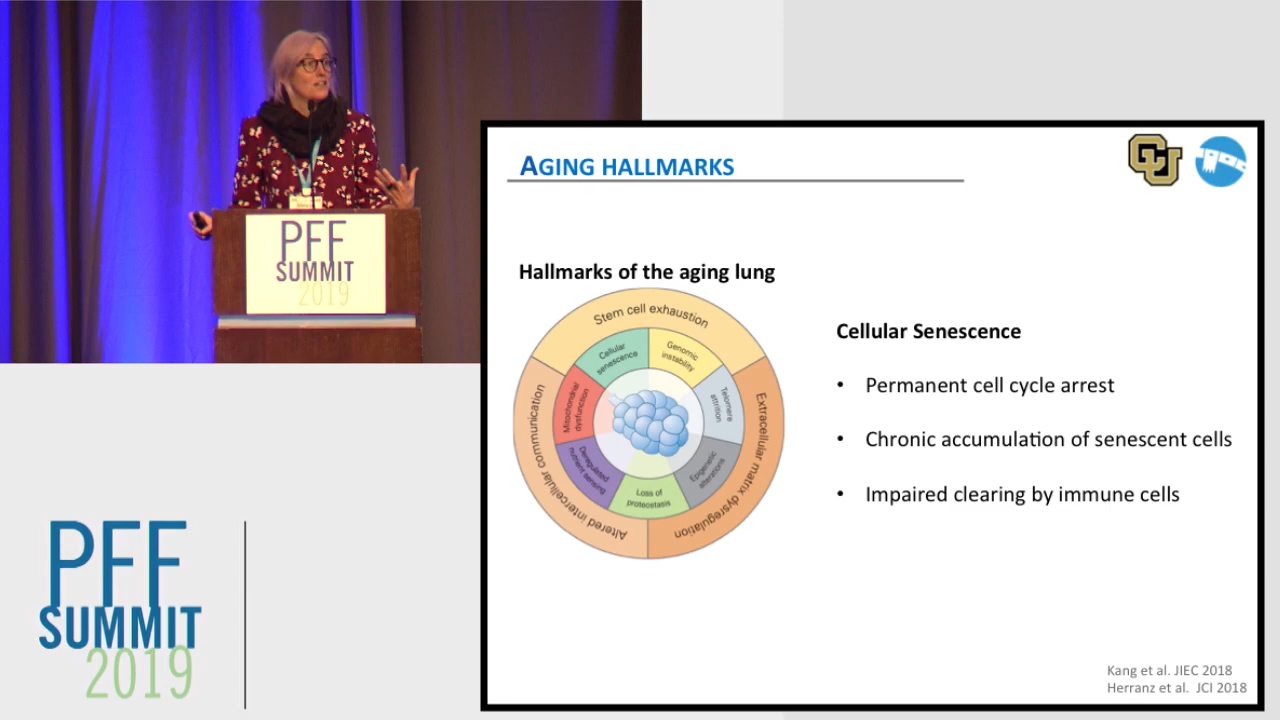 PFF
SUMMIT
2019
AGING HALLMARKS
CU
Hallmarks of the aging lung
Stem cell exhaustion
Extracellular matrix dysregulation
Altered intercellular communication
Cellular
senescence
Genomic
instability
Telomere
attrition
Epigenetic
alterations
Loss of
proteostasis
Deregulated
nutrient sensing
Mitochondrial
dysfunction
Cellular Senescence
• Permanent cell cycle arrest
• Chronic accumulation of senescent cells
• Impaired clearing by immune cells
Kang et al. JIEC 2018
Herranz et al. JCI 2018
PFF
SUMMIT
2019